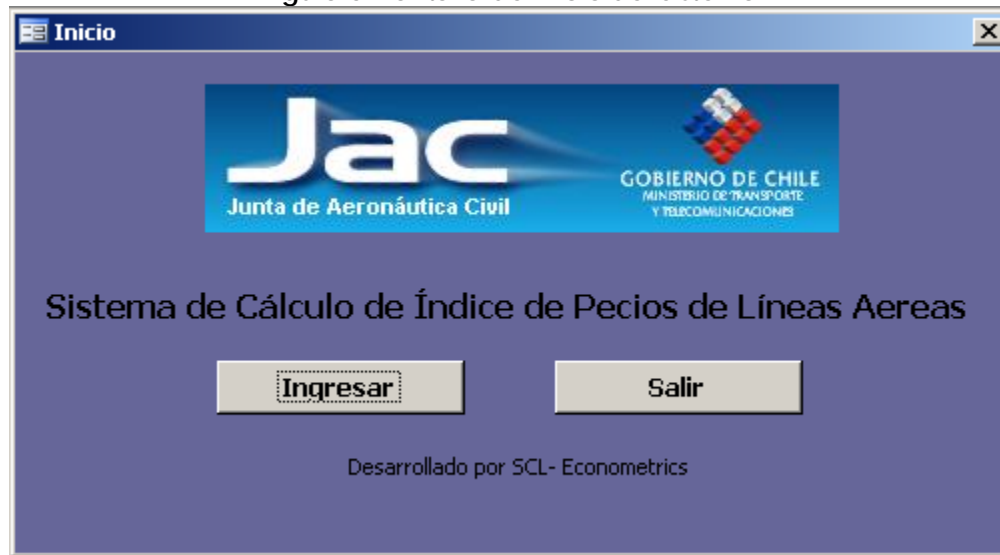 Inicio
Jac
Junta de Aeronáutica Civil
GOBIERNO DE CHILE
MINISTERIO DE TRANSPORTE
Y TELECOMUNICACIONES
Sistema de Cálculo de Índice de Pecios de Líneas Aereas
Ingresar
Salir
Desarrollado por SCL- Econometrics